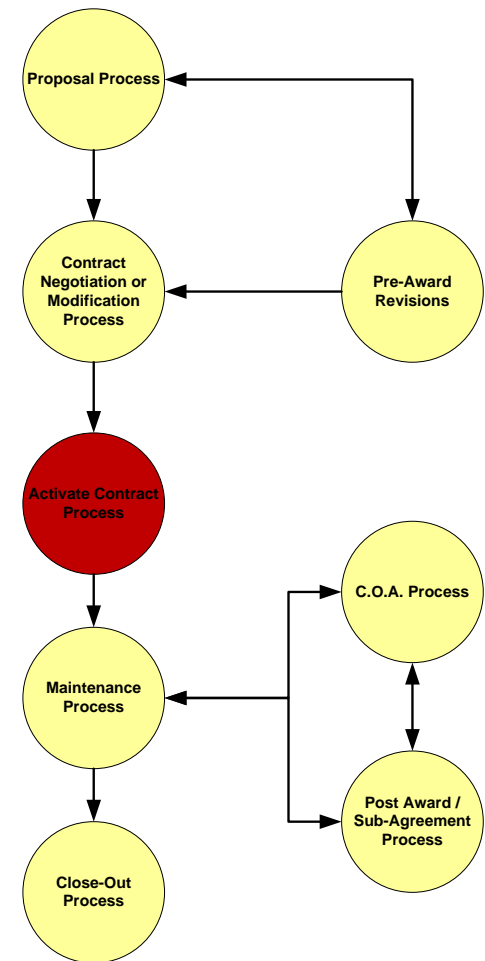 Proposal Process
Contract
Negotiation or
Modification
Process
Pre-Award
Revisions
Activate Contract
Process
C.O.A. Process
Maintenance
Process
Post Award /
Sub-Agreement
Process
Close-Out
Process